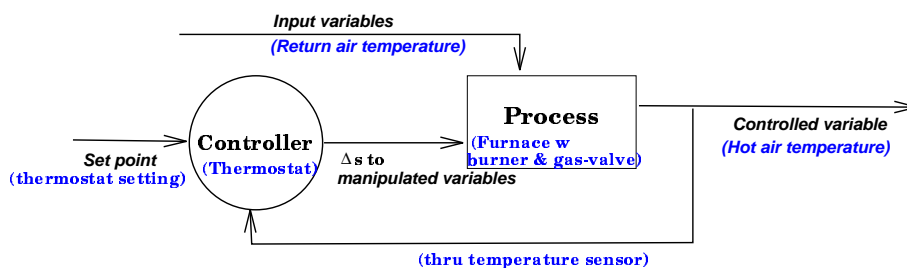 Input variables
(Return air temperature)
Process
(Furnace w
burner & gas-valve)
Controlled variable
(Hot air temperature)
Controller
(Thermostat)
Set point
(thermostat setting)
Δs to
manipulated variables
(thru temperature sensor)